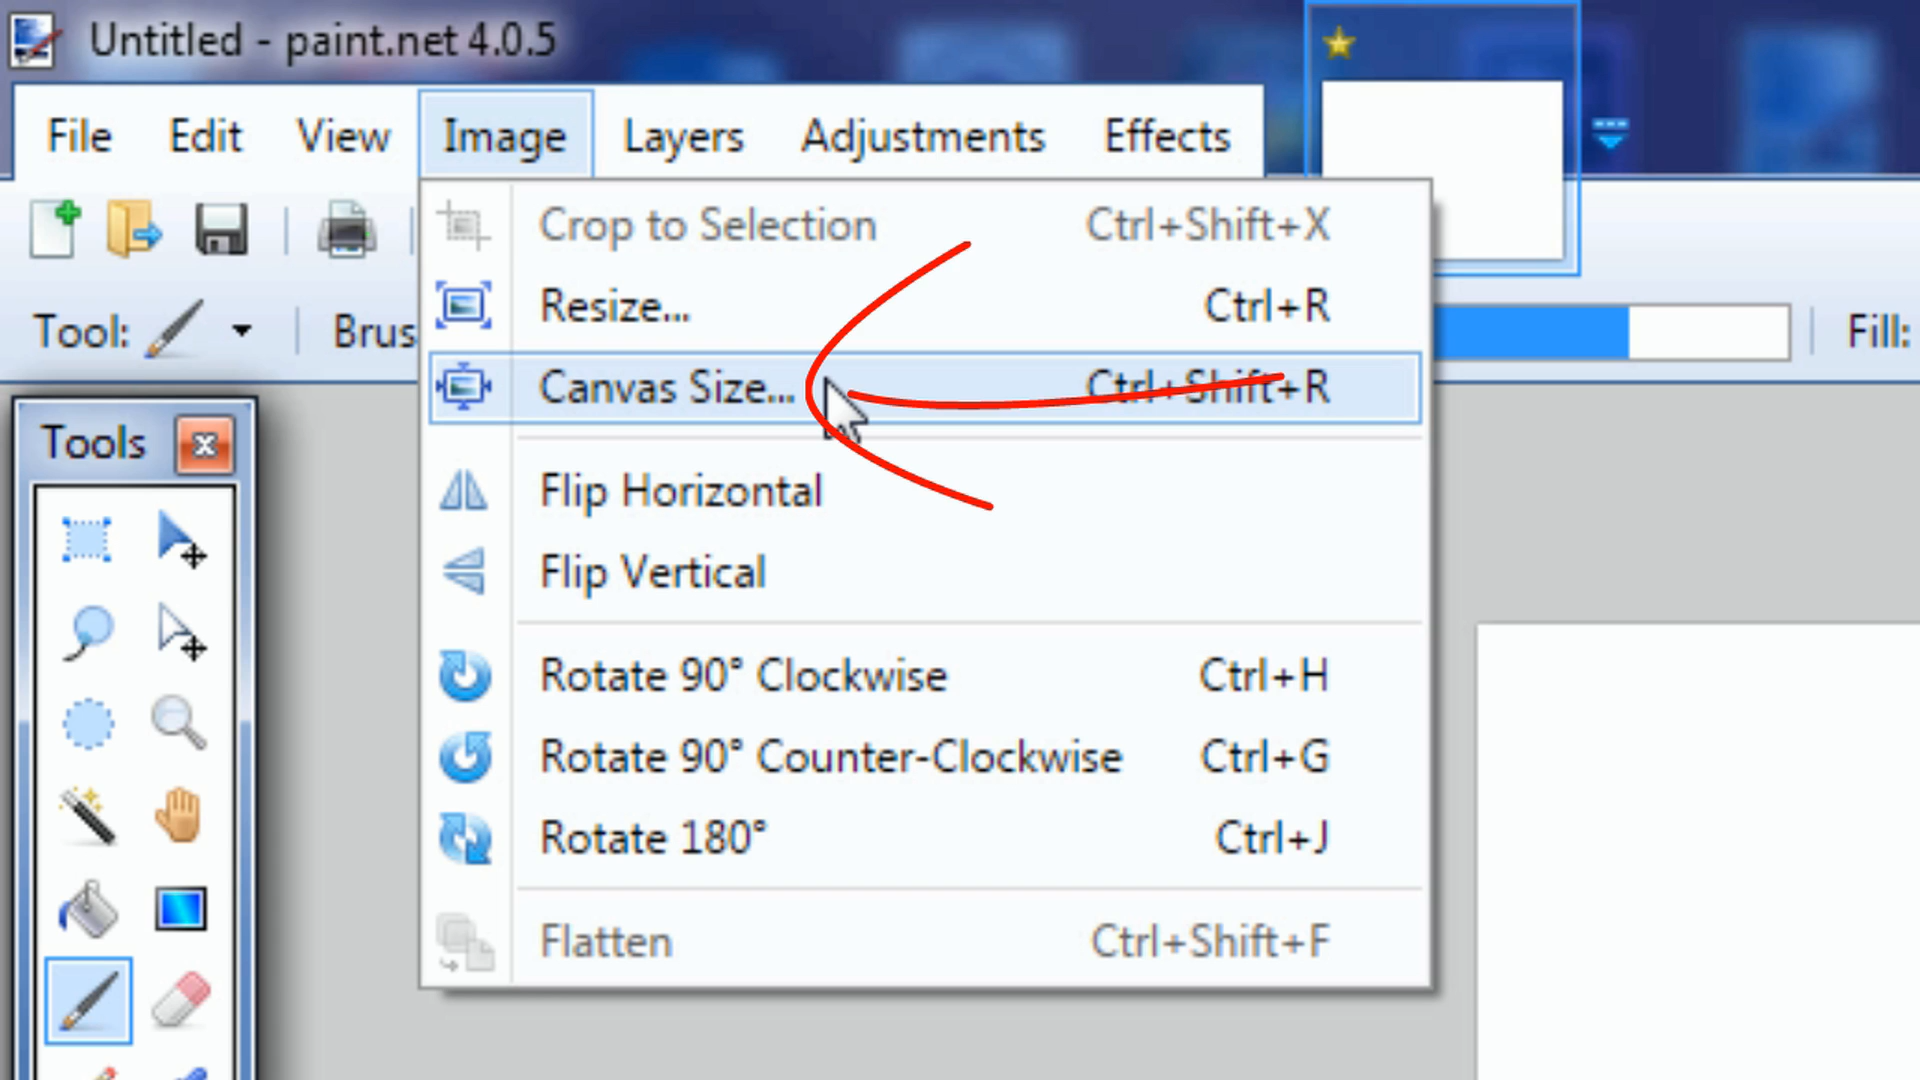 Untitled - paint.net 4.0.5
File Edit View Image Layers Adjustments Effects
Crop to Selection Ctrl+Shift+X
Resize... Ctrl+R
Tool: Brus Fill:
Canvas Size... Ctrl+Shift+R
Tools
Flip Horizontal
Flip Vertical
Rotate 90° Clockwise Ctrl+H
Rotate 90° Counter-Clockwise Ctrl+G
Rotate 180° Ctrl+J
Flatten Ctrl+Shift+F